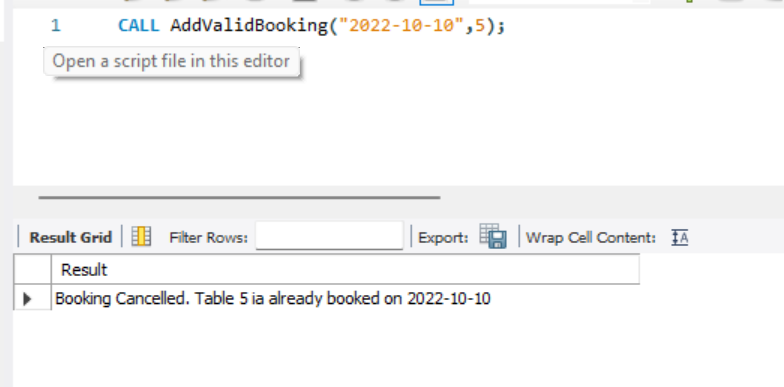 1 CALL AddValidBooking("2022-10-10",5);
Open a script file in this editor
Result Grid Filter Rows: Export: Wrap Cell Content: IA
Result
Booking Cancelled. Table 5 ia already booked on 2022-10-10